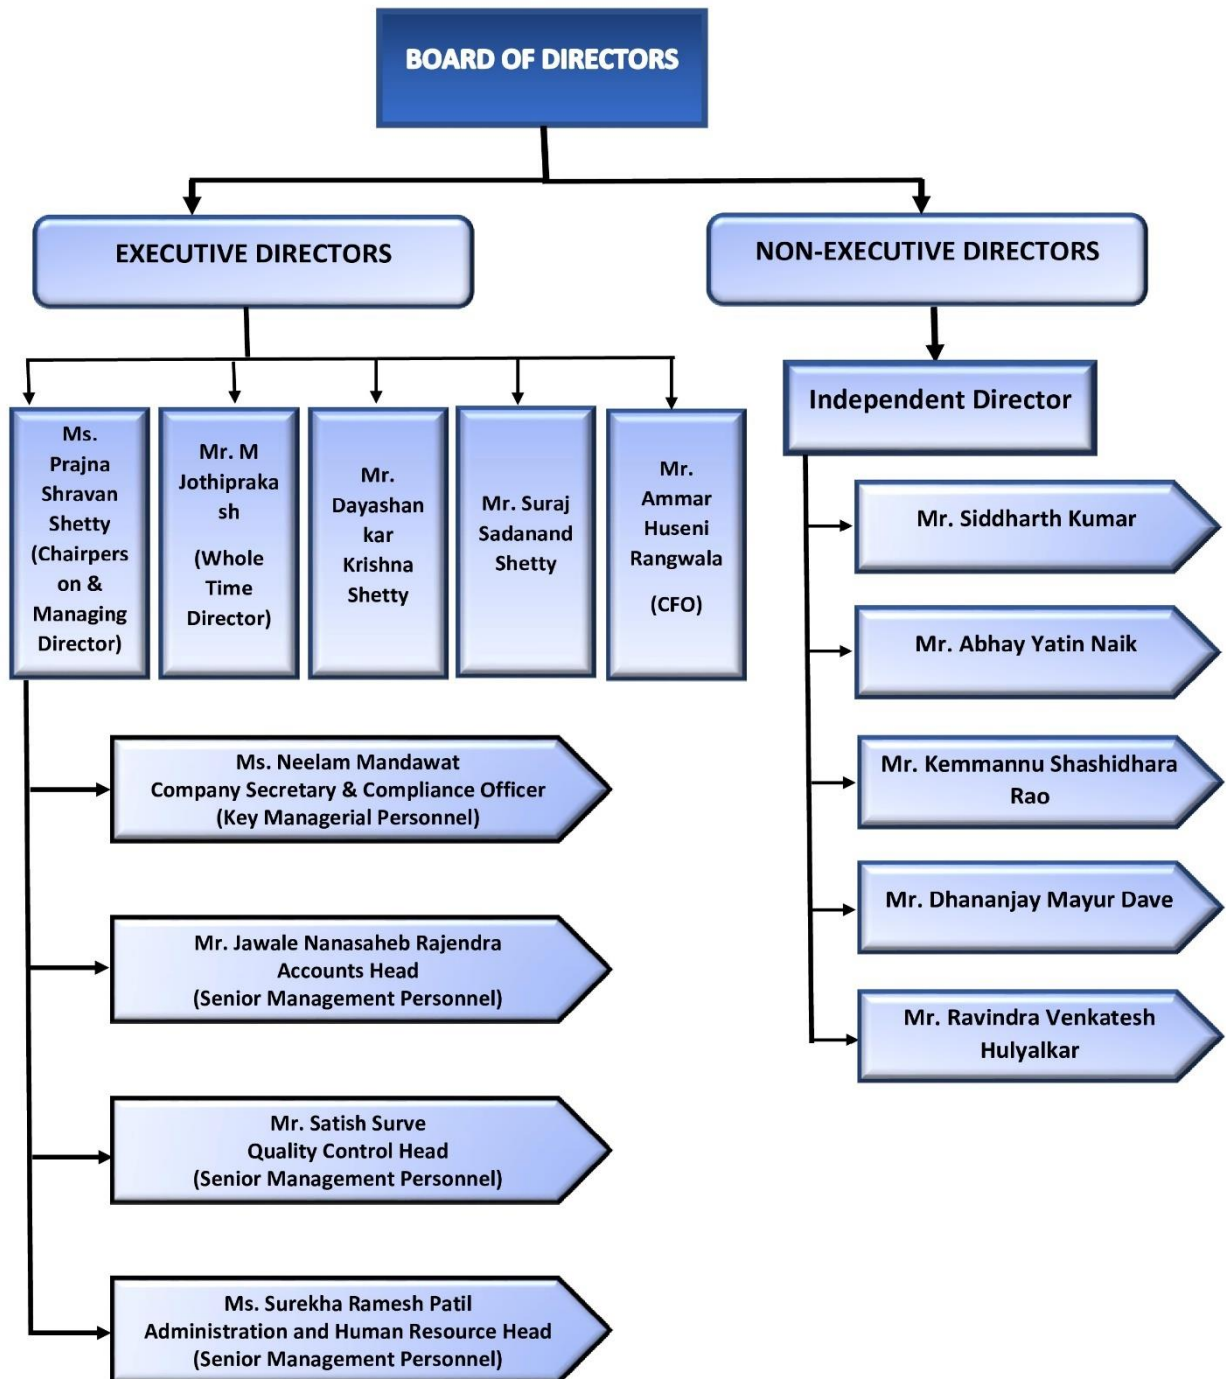 BOARD OF DIRECTORS
EXECUTIVE DIRECTORS
NON-EXECUTIVE DIRECTORS
Ms.
Prajna
Shravan
Shetty
(Chairpers
on &
Managing
Director)
Mr. M
Jothipraka
sh
(Whole
Time
Director)
Mr.
Dayashan
kar
Krishna
Shetty
Mr. Suraj
Sadanand
Shetty
Mr.
Ammar
Huseni
Rangwala
(CFO)
Independent Director
Mr. Siddharth Kumar
Mr. Abhay Yatin Naik
Mr. Kemmannu Shashidhara
Rao
Mr. Dhananjay Mayur Dave
Mr. Ravindra Venkatesh
Hulyalkar
Ms. Neelam Mandawat
Company Secretary & Compliance Officer
(Key Managerial Personnel)
Mr. Jawale Nanasaheb Rajendra
Accounts Head
(Senior Management Personnel)
Mr. Satish Surve
Quality Control Head
(Senior Management Personnel)
Ms. Surekha Ramesh Patil
Administration and Human Resource Head
(Senior Management Personnel)